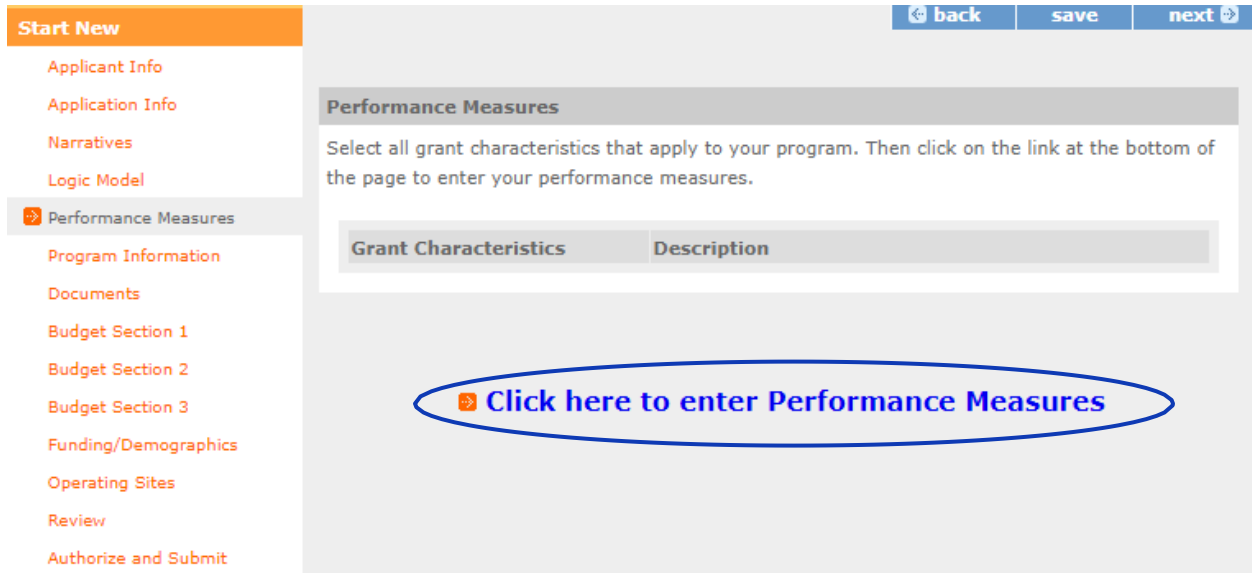 back save next
Start New
Applicant Info
Application Info
Narratives
Logic Model
Performance Measures
Program Information
Documents
Budget Section 1
Budget Section 2
Budget Section 3
Funding/Demographics
Operating Sites
Review
Authorize and Submit
Performance Measures
Select all grant characteristics that apply to your program. Then click on the link at the bottom of
the page to enter your performance measures.
Grant Characteristics Description
Click here to enter Performance Measures